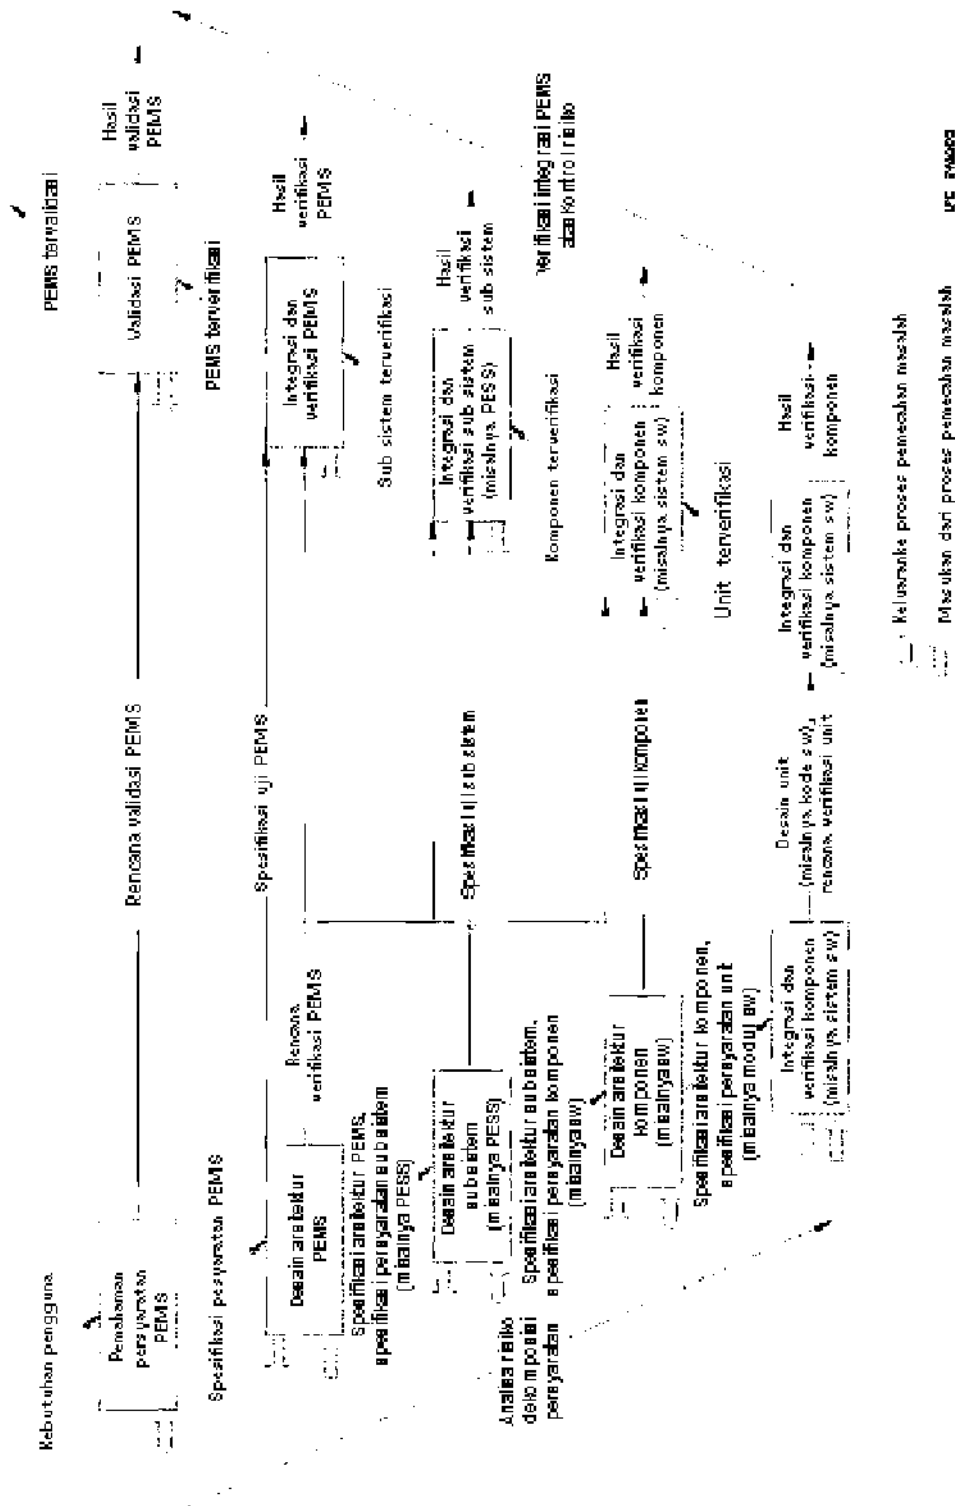 Kebutuhan pengguna
Pemahaman
persyaratan
PEMS
Rencana validasi PEMS
Validasi PEMS
Hasil
validasi
PEMS
PEMS tervalidasi
Spesifikasi persyaratan PEMS
PEMS terverifikasi
Desain arsitektur
PEMS
Rencana
verifikasi PEMS
Spesifikasi uji PEMS
Integrasi dan
verifikasi PEMS
Hasil
verifikasi
PEMS
Spesifikasi arsitektur PEMS,
spesifikasi persyaratan subsistem
(misalnya PESS)
Sub sistem terverifikasi
Desain arsitektur
subsistem
(misalnya PESS)
Spesifikasi uji sub sistem
Integrasi dan
verifikasi sub sistem
(misalnya PESS)
Hasil
verifikasi
sub sistem
Analisa risiko
dekomposisi
persyaratan
Spesifikasi arsitektur subsistem,
spesifikasi persyaratan komponen
(misalnya sw)
Komponen terverifikasi
Verifikasi integrasi PEMS
atas Kontrol risiko
Desain arsitektur
komponen
(misalnya sw)
Spesifikasi uji komponen
Integrasi dan
verifikasi komponen
(misalnya sistem sw)
Hasil
verifikasi
komponen
Spesifikasi arsitektur komponen,
spesifikasi persyaratan unit
(misalnya modul sw)
Unit terverifikasi
Integrasi dan
verifikasi komponen
(misalnya sistem sw)
Desain unit
(misalnya kode sw),
rencana verifikasi unit
Integrasi dan
verifikasi komponen
(misalnya sistem sw)
Hasil
verifikasi
komponen
Keluaran ke proses pemecahan masalah
Masukan dari proses pemecahan masalah